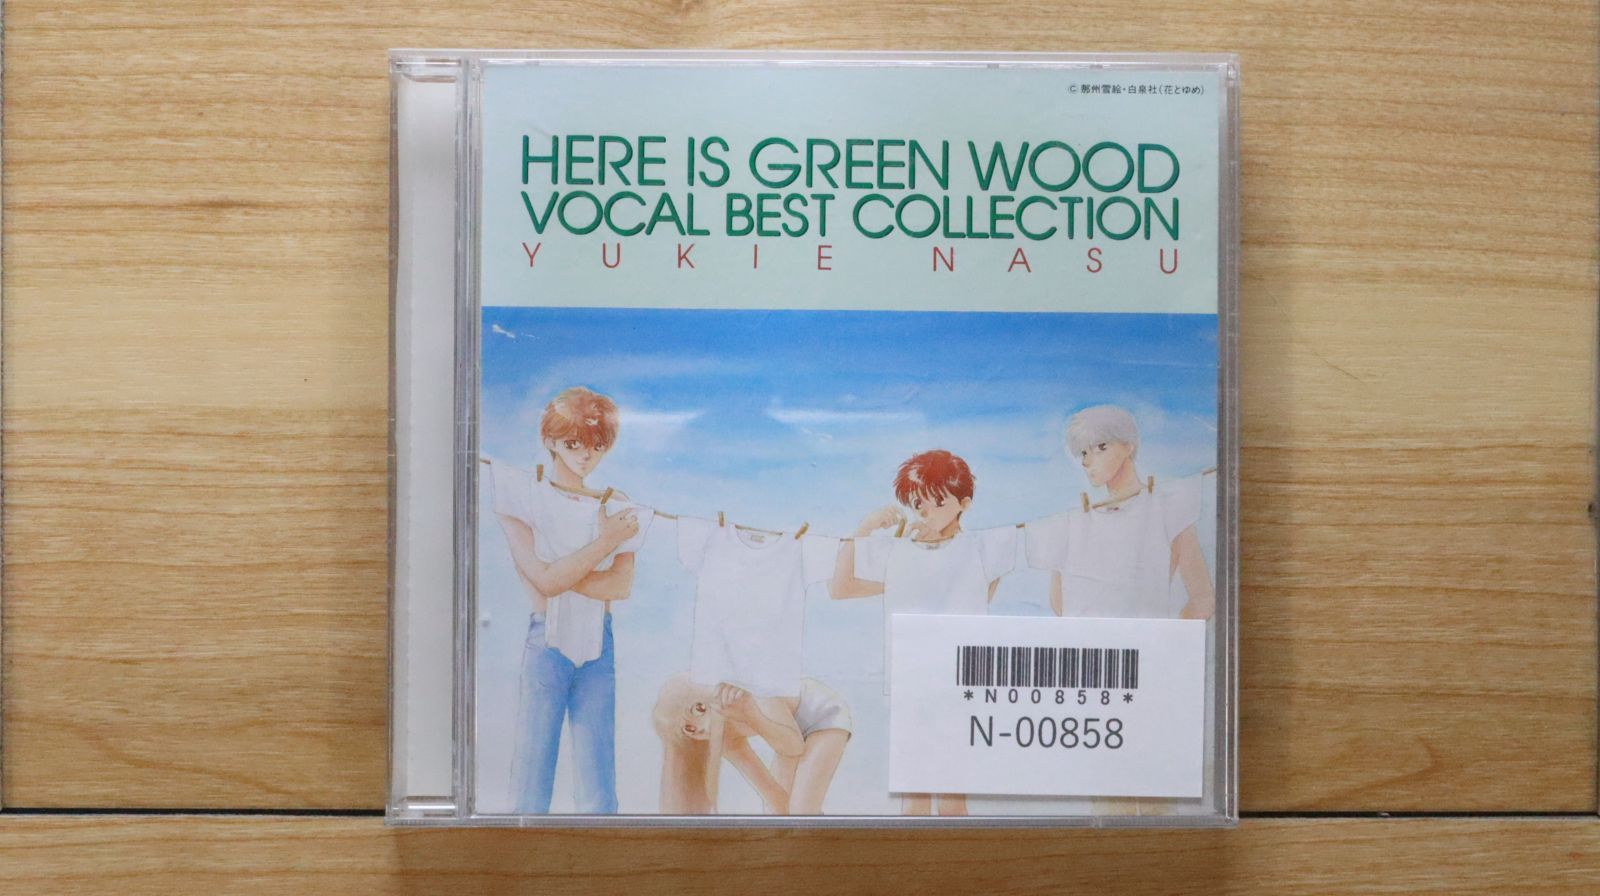 © 那州雪絵・白泉社(花とゆめ)
HERE IS GREEN WOOD
VOCAL BEST COLLECTION
YUKIE NASU
*N00858*
N-00858